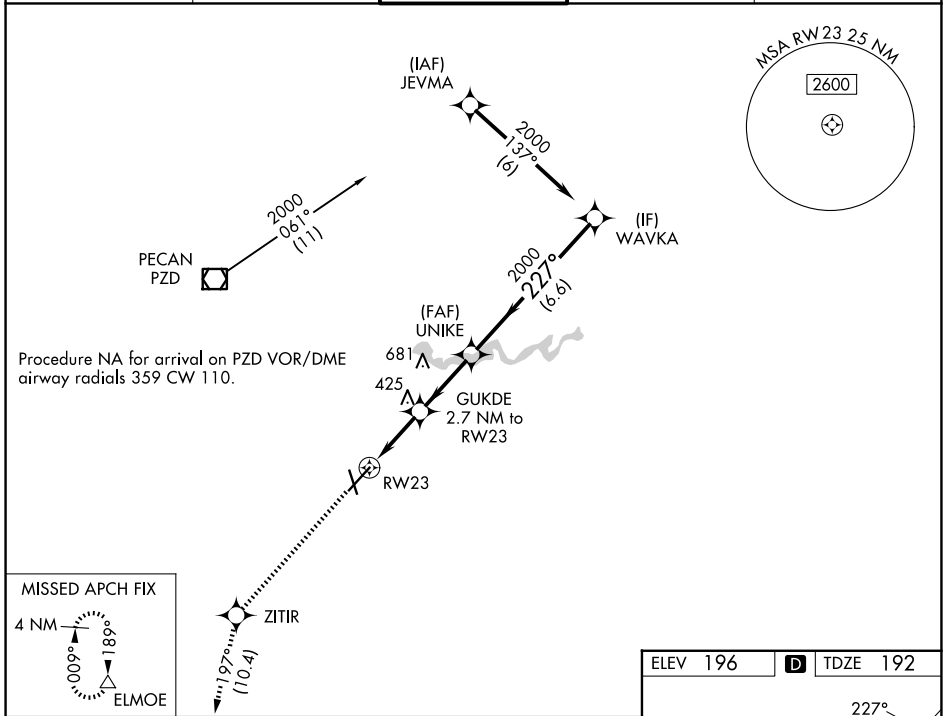 MSA RW23 25 NM
2600
(IAF)
JEVMA
2000
137°
(6)
(IF)
WAVKA
2000
061°
(11)
PECAN
PZD
2000
227°
(6.6)
(FAF)
UNIKE
Procedure NA for arrival on PZD VOR/DME
airway radials 359 CW 110.
681
425
GUKDE
2.7 NM to
RW23
RW23
MISSED APCH FIX
4 NM
009°
189°
ELMOE
ZITIR
197°
(10.4)
ELEV 196 D TDZE 192
227°